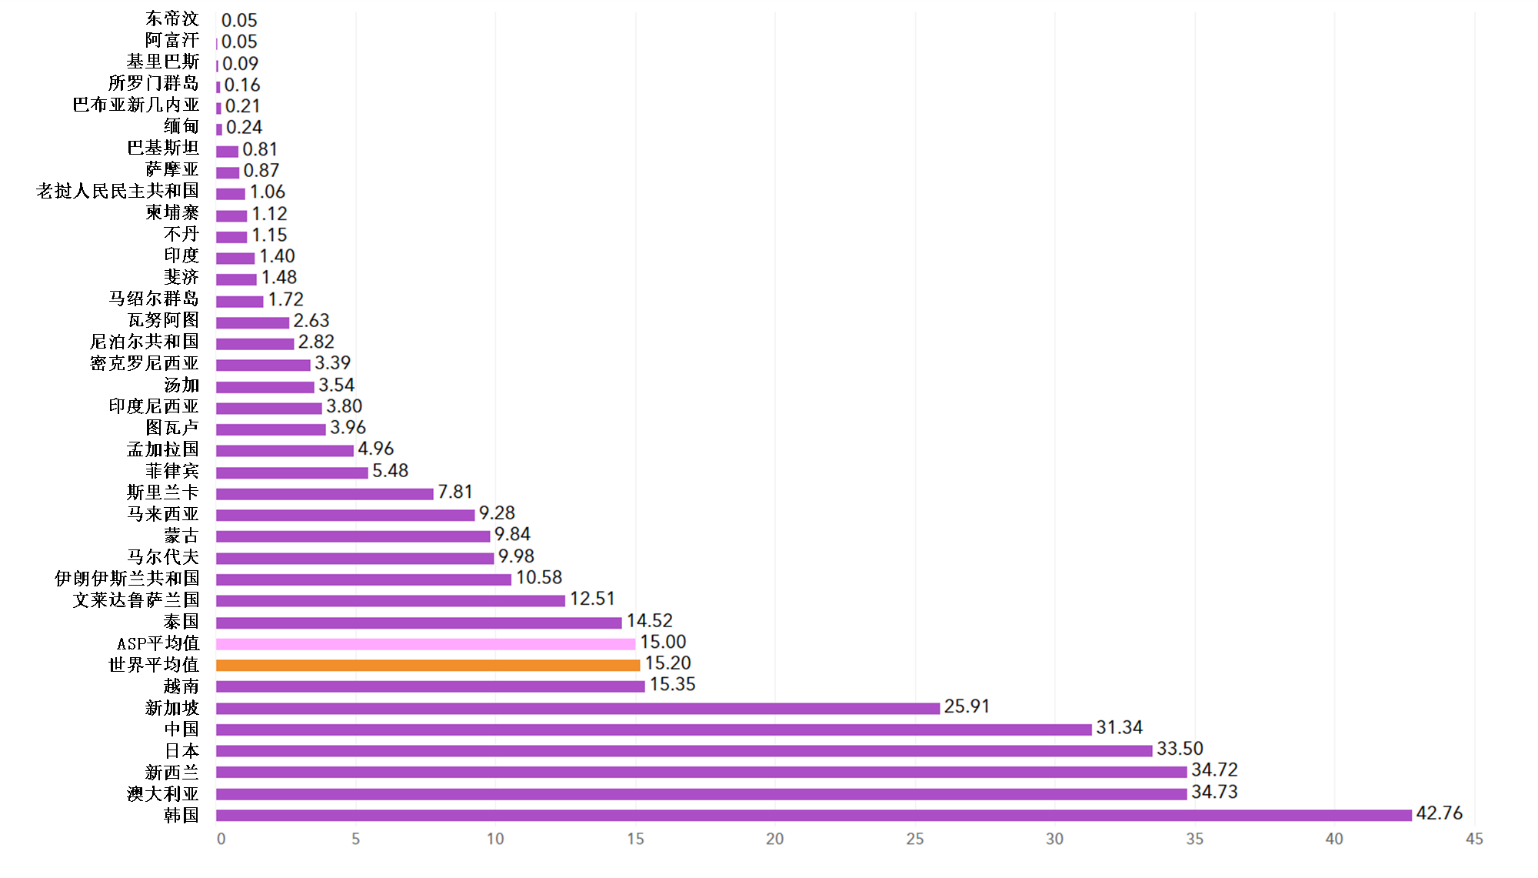 东帝汶 0.05
阿富汗 0.05
基里巴斯 0.09
所罗门群岛 0.16
巴布亚新几内亚 0.21
缅甸 0.24
巴基斯坦 0.81
萨摩亚 0.87
老挝人民民主共和国 1.06
柬埔寨 1.12
不丹 1.15
印度 1.40
斐济 1.48
马绍尔群岛 1.72
瓦努阿图 2.63
尼泊尔共和国 2.82
密克罗尼西亚 3.39
汤加 3.54
印度尼西亚 3.80
图瓦卢 3.96
孟加拉国 4.96
菲律宾 5.48
斯里兰卡 7.81
马来西亚 9.28
蒙古 9.84
马尔代夫 9.98
伊朗伊斯兰共和国 10.58
文莱达鲁萨兰国 12.51
泰国 14.52
ASP平均值 15.00
世界平均值 15.20
越南 15.35
新加坡 25.91
中国 31.34
日本 33.50
新西兰 34.72
澳大利亚 34.73
韩国 42.76
0 5 10 15 20 25 30 35 40 45